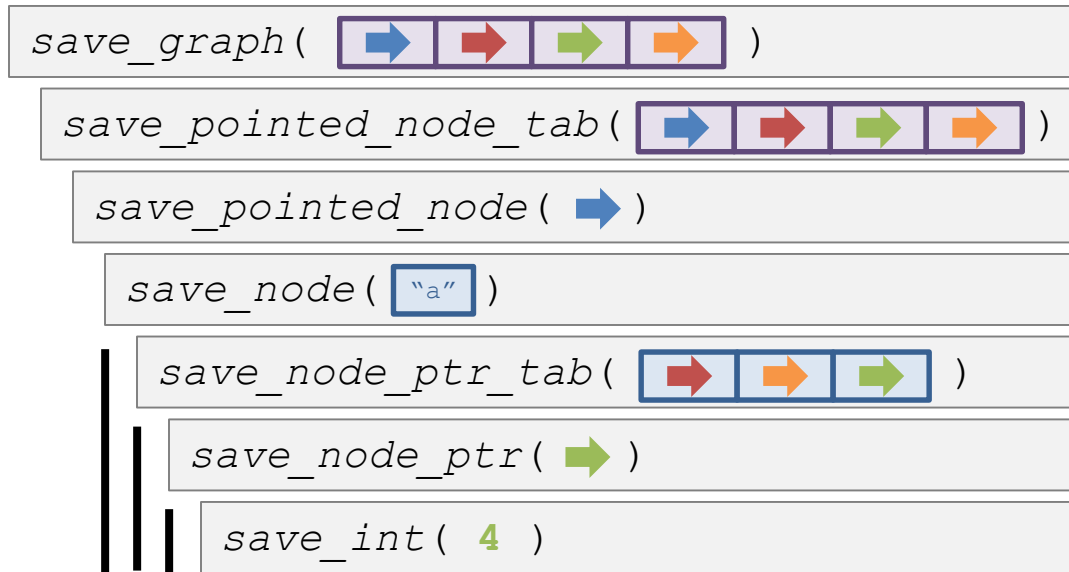 save_graph( )
save_pointed_node_tab( )
save_pointed_node( )
save_node( “a” )
save_node_ptr_tab( )
save_node_ptr( )
save_int( 4 )